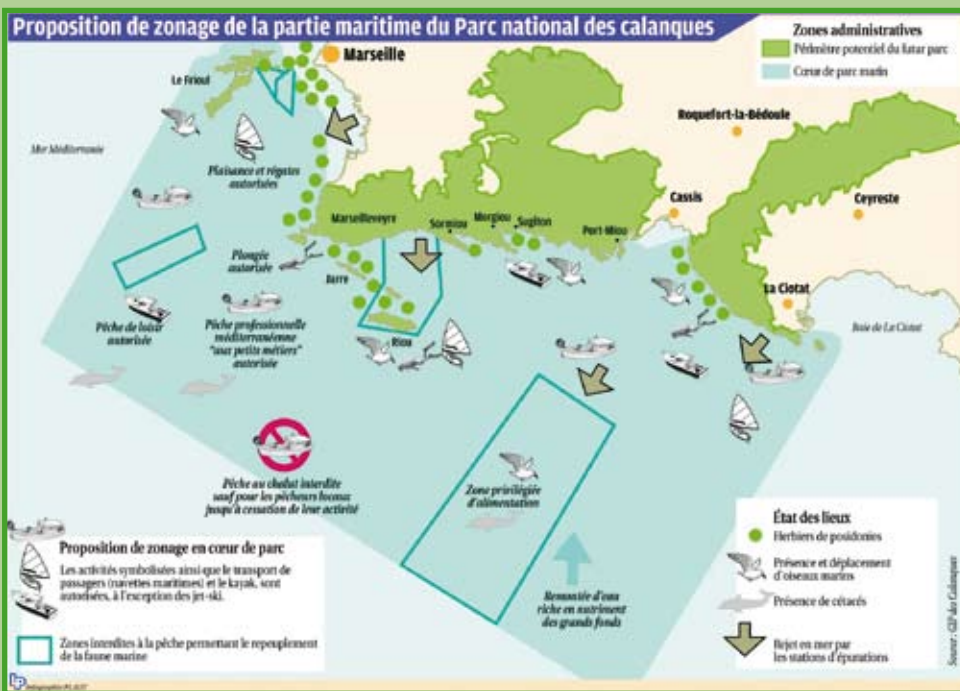 Proposition de zonage de la partie maritime du Parc national des calanques
Zones administratives
Périmètre potentiel du futur parc
Cœur de parc marin
Marseille
Le Frioul
Roquefort-la-Bédoule
Mer Méditerranée
Plaisance et régates
autorisées
Cassis
Ceyreste
Marseilleveyre
Sormiou
Morgiou
Sugiton
Port-Miou
Plongée
autorisée
Jarre
La Ciotat
Baie de La Ciotat
Pêche de loisir
autorisée
Pêche professionnelle
méditerranéenne
"aux petits métiers"
autorisée
Riou
Pêche au chalut interdite
sauf pour les pêcheurs locaux
jusqu'à cessation de leur activité
Zone privilégiée
d'alimentation
Remontée d'eau
riche en nutriment
des grands fonds
Proposition de zonage en cœur de parc
Les activités symbolisées ainsi que le transport de
passagers (navettes maritimes) et le kayak, sont
autorisées, à l'exception des jet-ski.
Zones interdites à la pêche permettant le repeuplement
de la faune marine
État des lieux
Herbiers de posidonies
Présence et déplacement
d'oiseaux marins
Présence de cétacés
Rejet en mer par
les stations d'épurations
Source : GIP des Calanques
LP